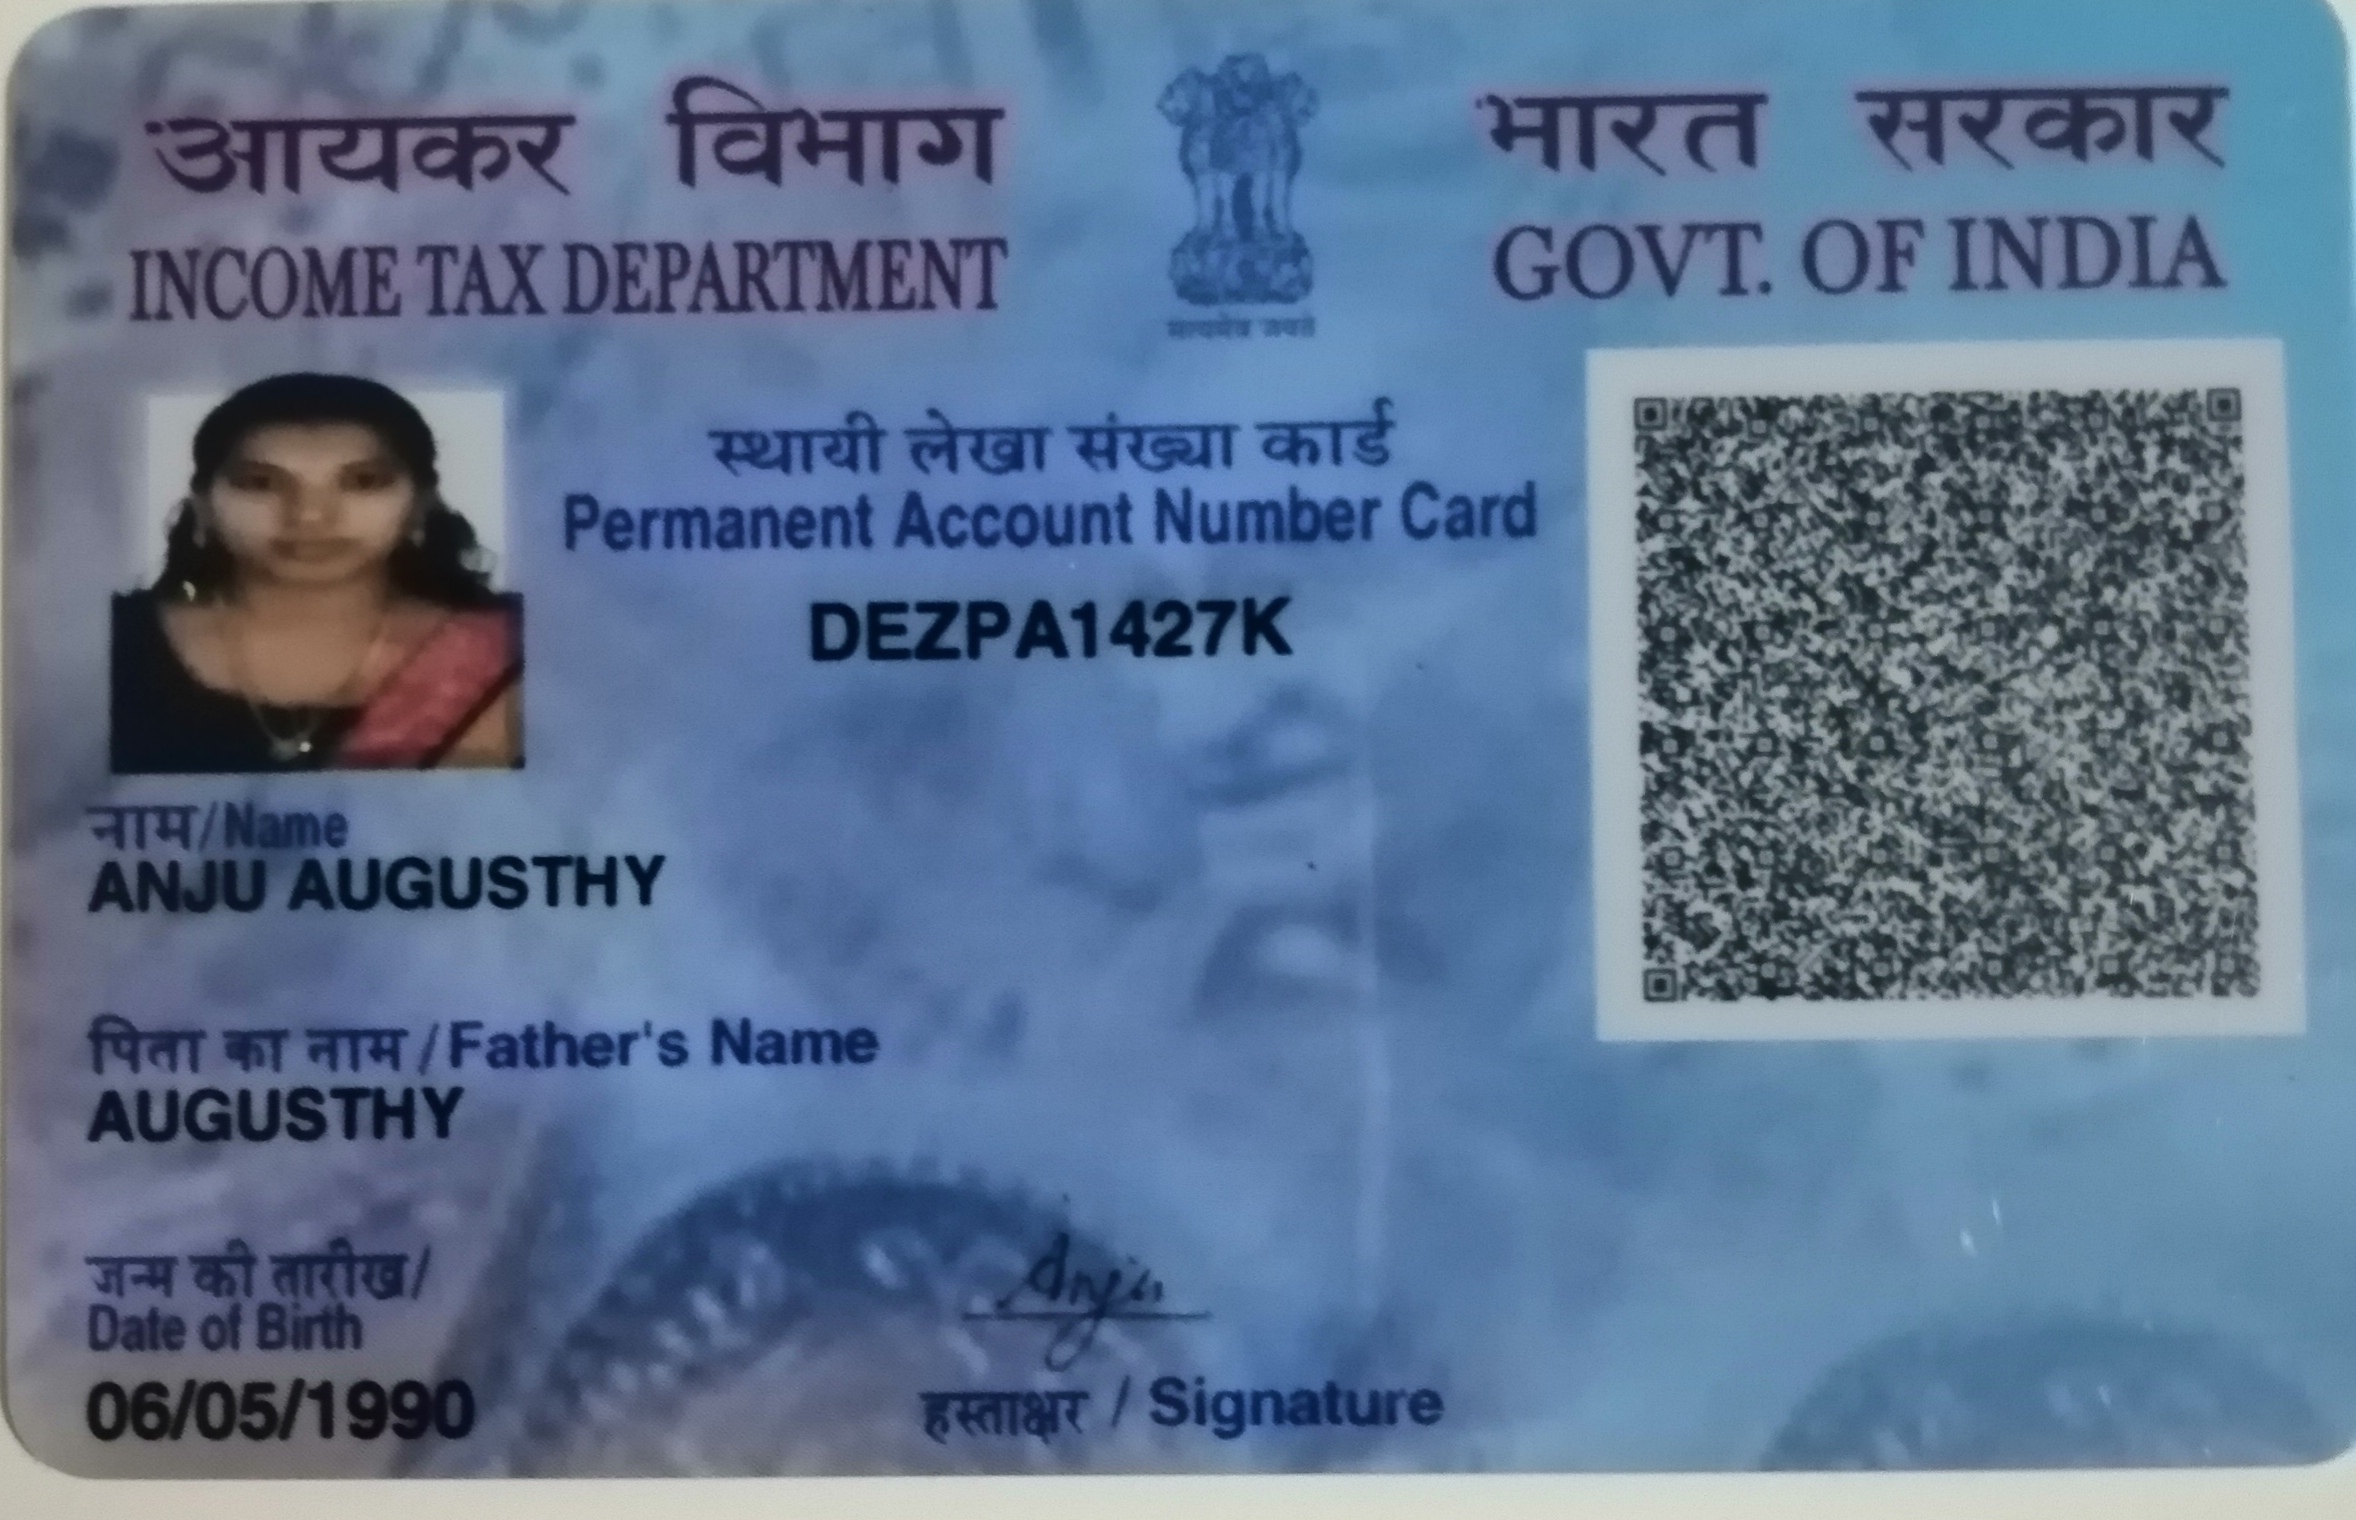 आयकर विभाग
INCOME TAX DEPARTMENT
भारत सरकार
GOVT. OF INDIA
सत्यमेव जयते
स्थायी लेखा संख्या कार्ड
Permanent Account Number Card
DEZPA1427K
नाम/Name
ANJU AUGUSTHY
पिता का नाम/Father's Name
AUGUSTHY
जन्म की तारीख/
Date of Birth
06/05/1990
Anju
हस्ताक्षर / Signature